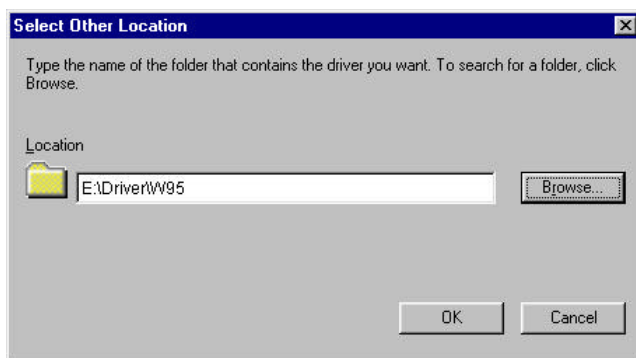 Select Other Location
Type the name of the folder that contains the driver you want. To search for a folder, click
Browse.
Location
E:\Driver\W95
Browse...
OK
Cancel